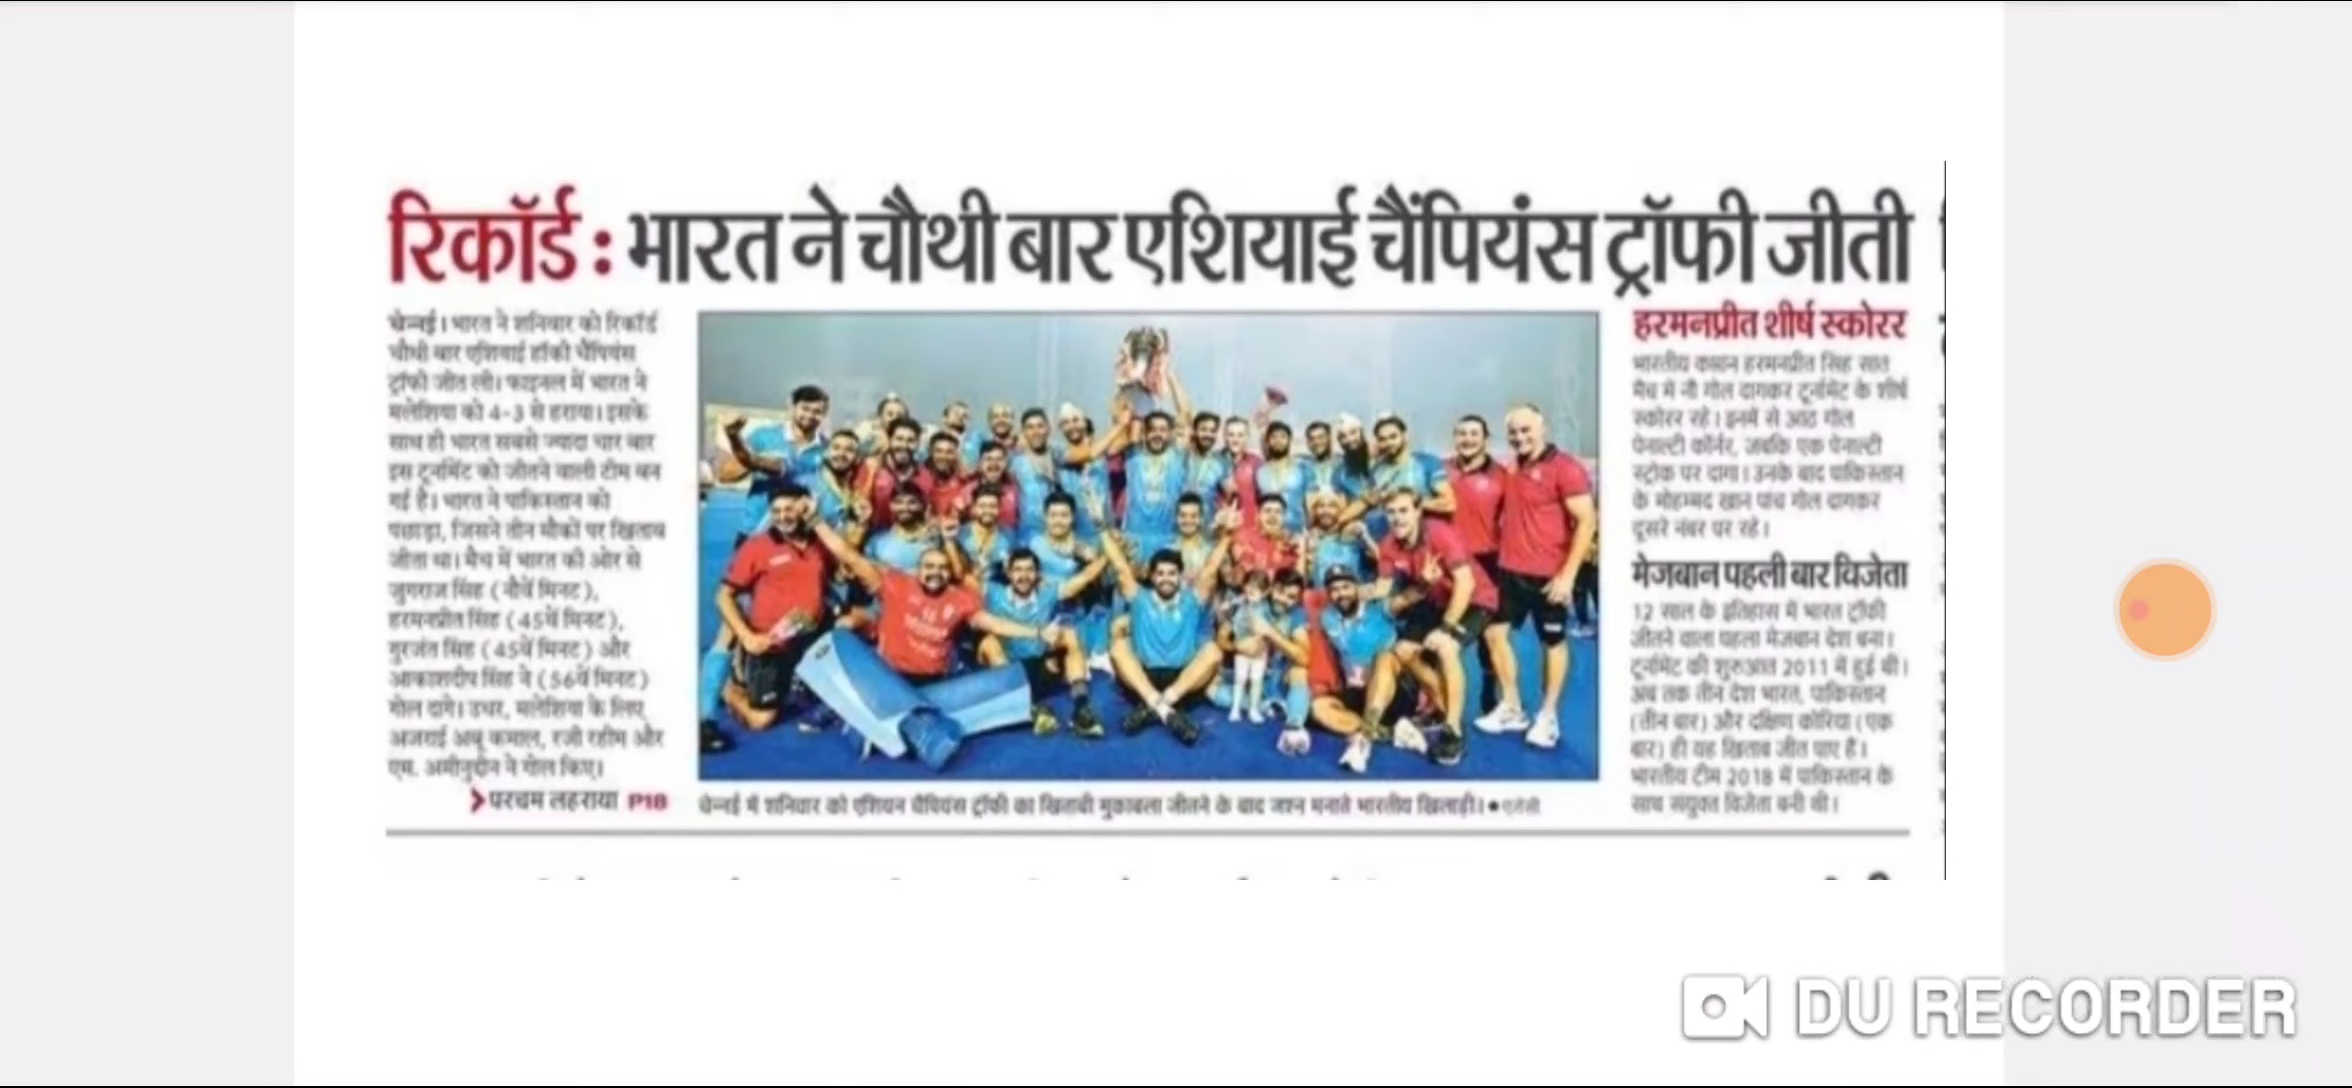 रिकॉर्ड : भारत ने चौथी बार एशियाई चैंपियंस ट्रॉफी जीती
चेन्नई। भारत ने शनिवार को रिकॉर्ड
चौथी बार एशियाई हॉकी चैंपियंस
ट्रॉफी जीत ली। फाइनल में भारत ने
मलेशिया को 4-3 से हराया। इसके
साथ ही भारत सबसे ज्यादा चार बार
इस टूर्नामेंट को जीतने वाली टीम बन
गई है। भारत ने पाकिस्तान को
पछाड़ा, जिसने तीन मौकों पर खिताब
जीता था। मैच में भारत की ओर से
जुगराज सिंह (नौवें मिनट),
हरमनप्रीत सिंह (45वें मिनट),
गुरजंत सिंह (45वें मिनट) और
आकाशदीप सिंह ने (56वें मिनट)
गोल दागे। उधर, मलेशिया के लिए
अजराई अबू कमाल, रजी रहीम और
एम. अमीनुद्दीन ने गोल किए।
परचम लहराया P18
चेन्नई में शनिवार को एशियन चैंपियंस ट्रॉफी का खिताबी मुकाबला जीतने के बाद जश्न मनाते भारतीय खिलाड़ी। ●
हरमनप्रीत शीर्ष स्कोरर
भारतीय कप्तान हरमनप्रीत सिंह सात
मैच में नौ गोल दागकर टूर्नामेंट के शीर्ष
स्कोरर रहे। इनमें से आठ गोल
पेनाल्टी कॉर्नर, जबकि एक पेनाल्टी
स्ट्रोक पर दागा। उनके बाद पाकिस्तान
के मोहम्मद खान पांच गोल दागकर
दूसरे नंबर पर रहे।
मेजबान पहली बार विजेता
12 साल के इतिहास में भारत ट्रॉफी
जीतने वाला पहला मेजबान देश बना।
टूर्नामेंट की शुरुआत 2011 में हुई थी।
अब तक तीन देश भारत, पाकिस्तान
(तीन बार) और दक्षिण कोरिया (एक
बार) ही यह खिताब जीत पाए हैं।
भारतीय टीम 2018 में पाकिस्तान के
साथ संयुक्त विजेता बनी थी।
DU RECORDER